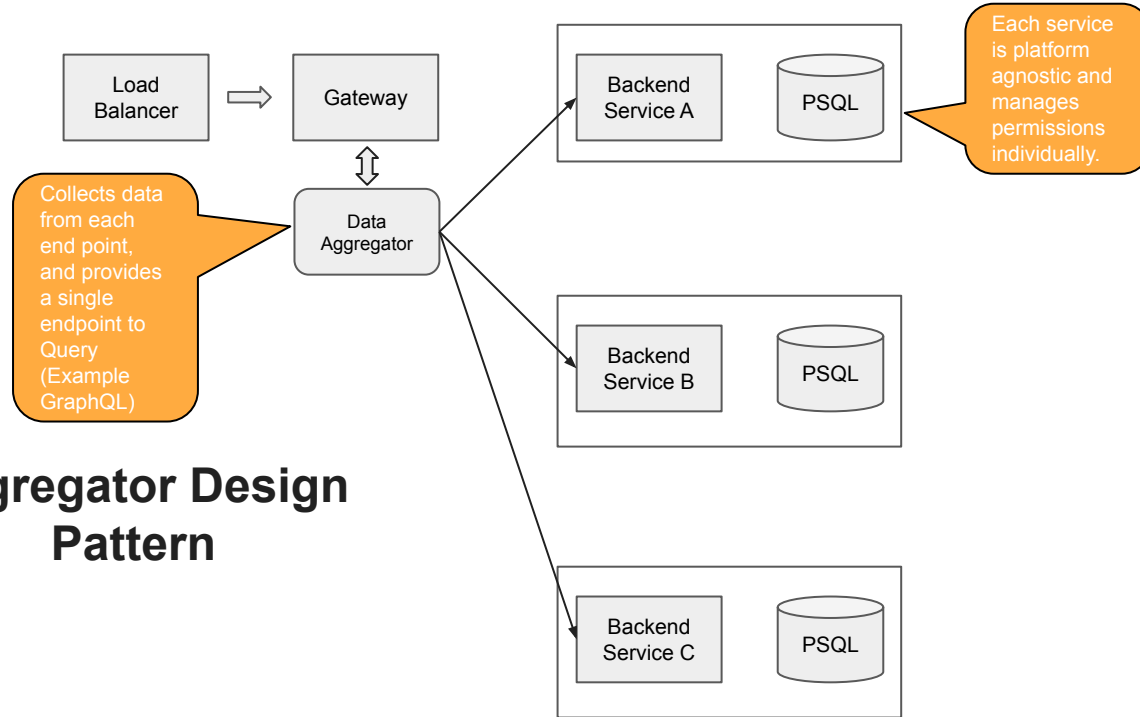 Load
Balancer
Gateway
Backend
Service A
PSQL
Each service
is platform
agnostic and
manages
permissions
individually.
Collects data
from each
end point,
and provides
a single
endpoint to
Query
(Example
GraphQL)
Data
Aggregator
Backend
Service B
PSQL
gregator Design
Pattern
Backend
Service C
PSQL